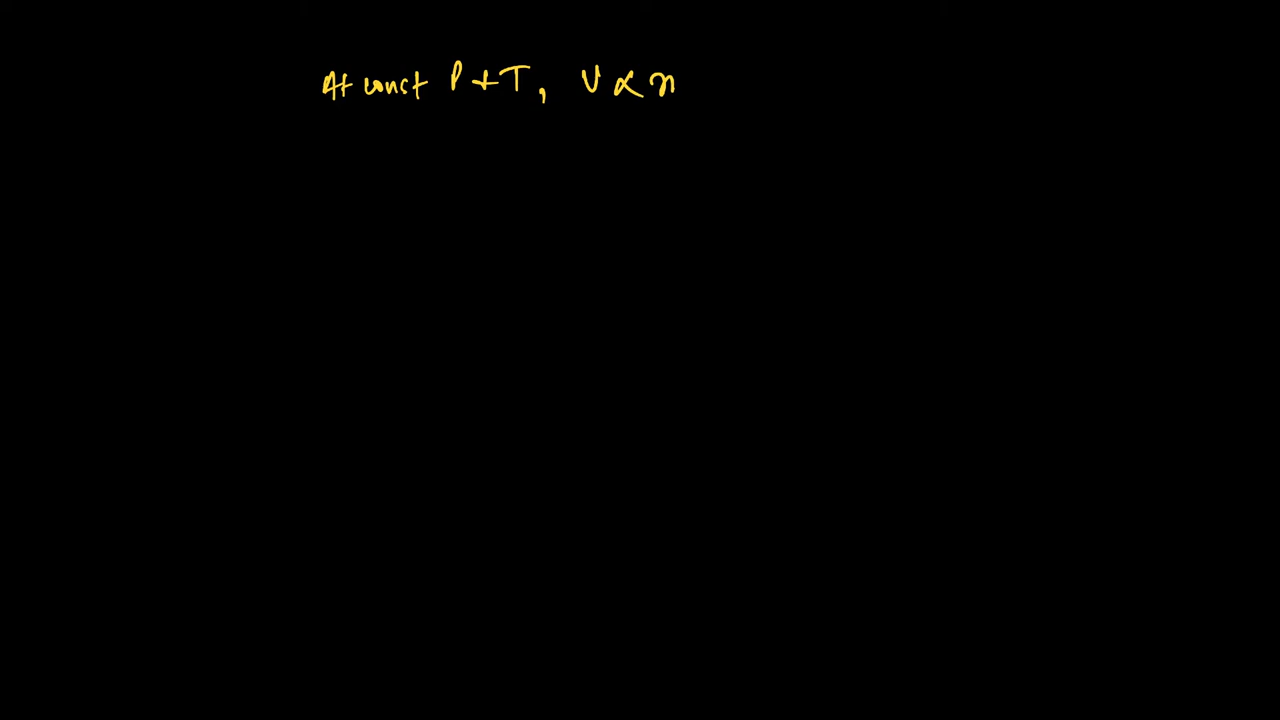 At const P + T, V ∝ n